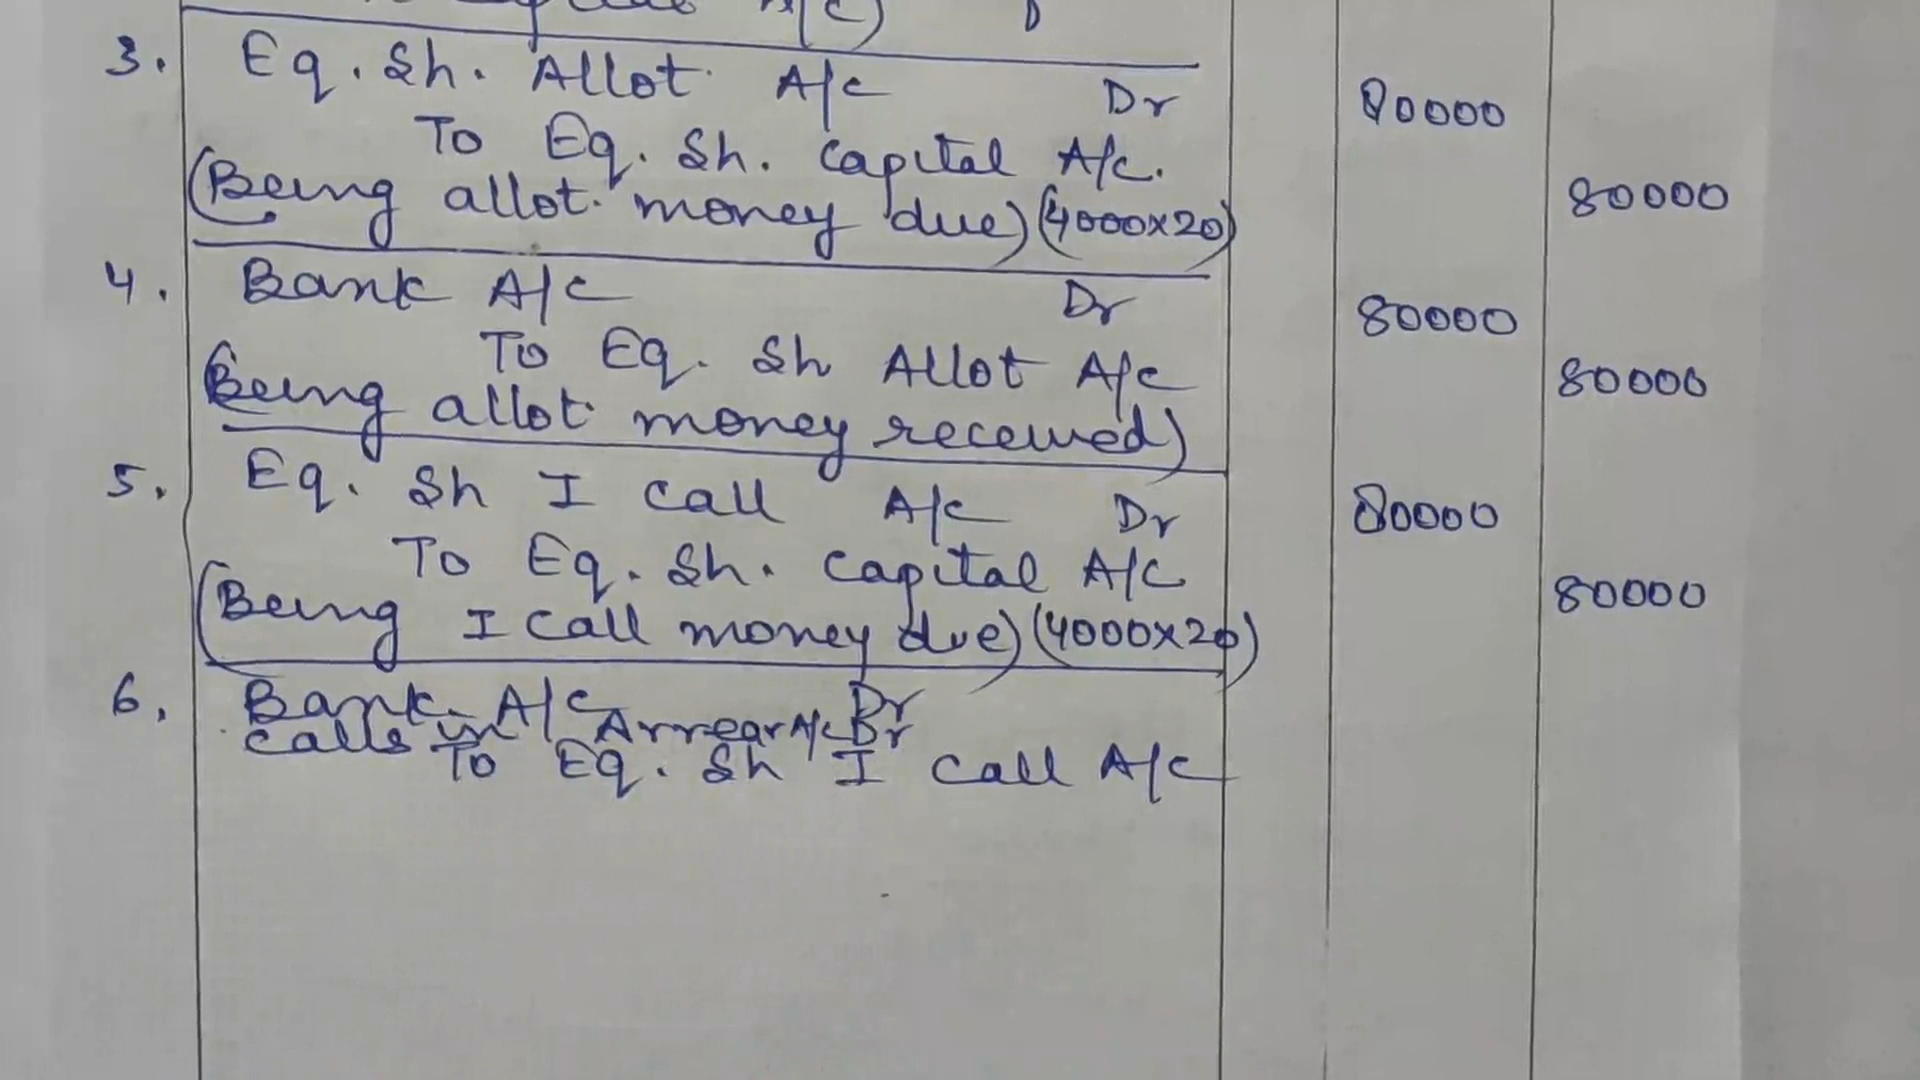 3. Eq. Sh. Allot. A/c Dr 80000
To Eq. Sh. Capital A/c. 80000
(Being allot. money due) (4000x20)
4. Bank A/c Dr 80000
To Eq. Sh Allot A/c 80000
(Being allot. money received)
5. Eq. Sh I call A/c Dr 80000
To Eq. Sh. Capital A/c 80000
(Being I call money due) (4000x20)
6. Bank A/c Dr
calls in Arrear A/c Dr
To Eq. Sh I call A/c